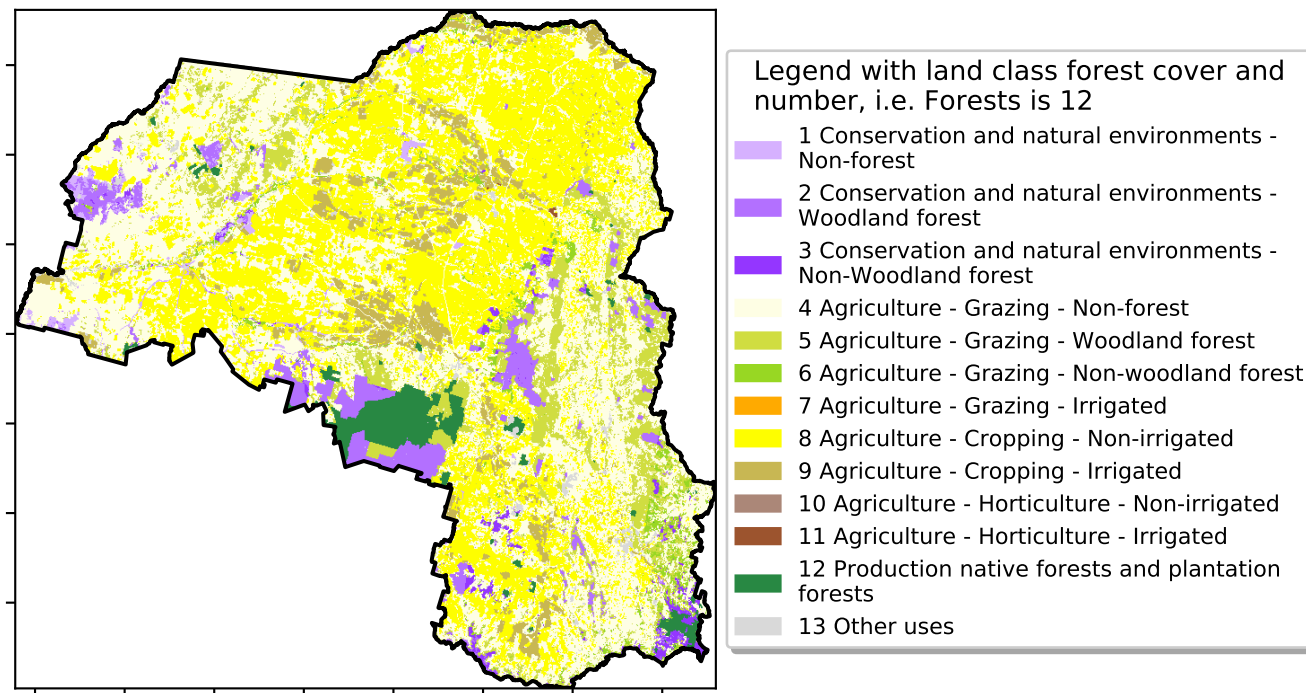 Legend with land class forest cover and
number, i.e. Forests is 12
1 Conservation and natural environments -
Non-forest
2 Conservation and natural environments -
Woodland forest
3 Conservation and natural environments -
Non-Woodland forest
4 Agriculture - Grazing - Non-forest
5 Agriculture - Grazing - Woodland forest
6 Agriculture - Grazing - Non-woodland forest
7 Agriculture - Grazing - Irrigated
8 Agriculture - Cropping - Non-irrigated
9 Agriculture - Cropping - Irrigated
10 Agriculture - Horticulture - Non-irrigated
11 Agriculture - Horticulture - Irrigated
12 Production native forests and plantation
forests
13 Other uses